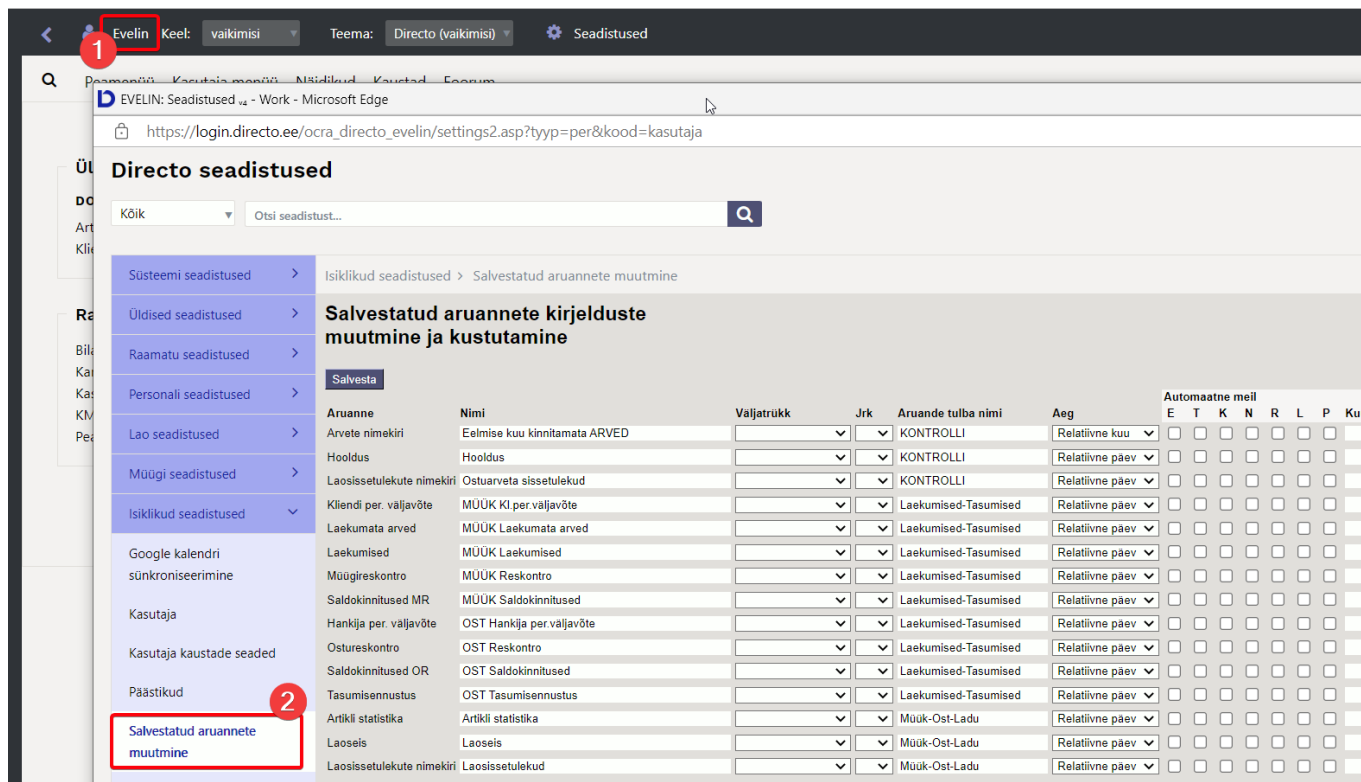 Evelin Keel: vaikimisi Teema: Directo (vaikimisi) Seadistused
1
Peamenüü Kasutaja menüü Näidikud Kaustad Foorum
EVELIN: Seadistused v4 - Work - Microsoft Edge
https://login.directo.ee/ocra_directo_evelin/settings2.asp?tyyp=per&kood=kasutaja
Directo seadistused
Kõik Otsi seadistust...
Süsteemi seadistused
Üldised seadistused
Raamatu seadistused
Personali seadistused
Lao seadistused
Müügi seadistused
Isiklikud seadistused
Google kalendri
sünkroniseerimine
Kasutaja
Kasutaja kaustade seaded
Päästikud
2
Salvestatud aruannete
muutmine
Isiklikud seadistused > Salvestatud aruannete muutmine
Salvestatud aruannete kirjelduste
muutmine ja kustutamine
Salvesta
Automaatne meil
Aruanne Nimi Väljatrükk Jrk Aruande tulba nimi Aeg E T K N R L P Ku
Arvete nimekiri Eelmise kuu kinnitamata ARVED KONTROLLI Relatiivne kuu
Hooldus Hooldus KONTROLLI Relatiivne päev
Laosissetulekute nimekiri Ostuarveta sissetulekud KONTROLLI Relatiivne päev
Kliendi per. väljavõte MÜÜK Kl.per.väljavõte Laekumised-Tasumised Relatiivne päev
Laekumata arved MÜÜK Laekumata arved Laekumised-Tasumised Relatiivne päev
Laekumised MÜÜK Laekumised Laekumised-Tasumised Relatiivne päev
Müügireskontro MÜÜK Reskontro Laekumised-Tasumised Relatiivne päev
Saldokinnitused MR MÜÜK Saldokinnitused Laekumised-Tasumised Relatiivne päev
Hankija per. väljavõte OST Hankija per.väljavõte Laekumised-Tasumised Relatiivne päev
Ostureskontro OST Reskontro Laekumised-Tasumised Relatiivne päev
Saldokinnitused OR OST Saldokinnitused Laekumised-Tasumised Relatiivne päev
Tasumisennustus OST Tasumisennustus Laekumised-Tasumised Relatiivne päev
Artikli statistika Artikli statistika Müük-Ost-Ladu Relatiivne päev
Laoseis Laoseis Müük-Ost-Ladu Relatiivne päev
Laosissetulekute nimekiri Laosissetulekud Müük-Ost-Ladu Relatiivne päev